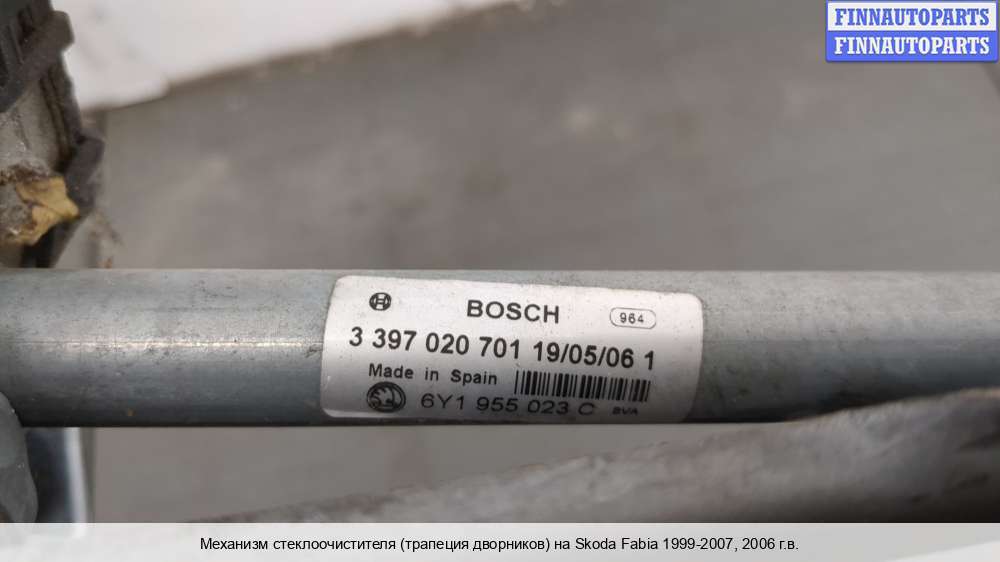 FINNAUTOPARTS
FINNAUTOPARTS
BOSCH
964
3 397 020 701 19/05/06 1
Made in Spain
6Y1 955 023 C BVA
Механизм стеклоочистителя (трапеция дворников) на Skoda Fabia 1999-2007, 2006 г.в.